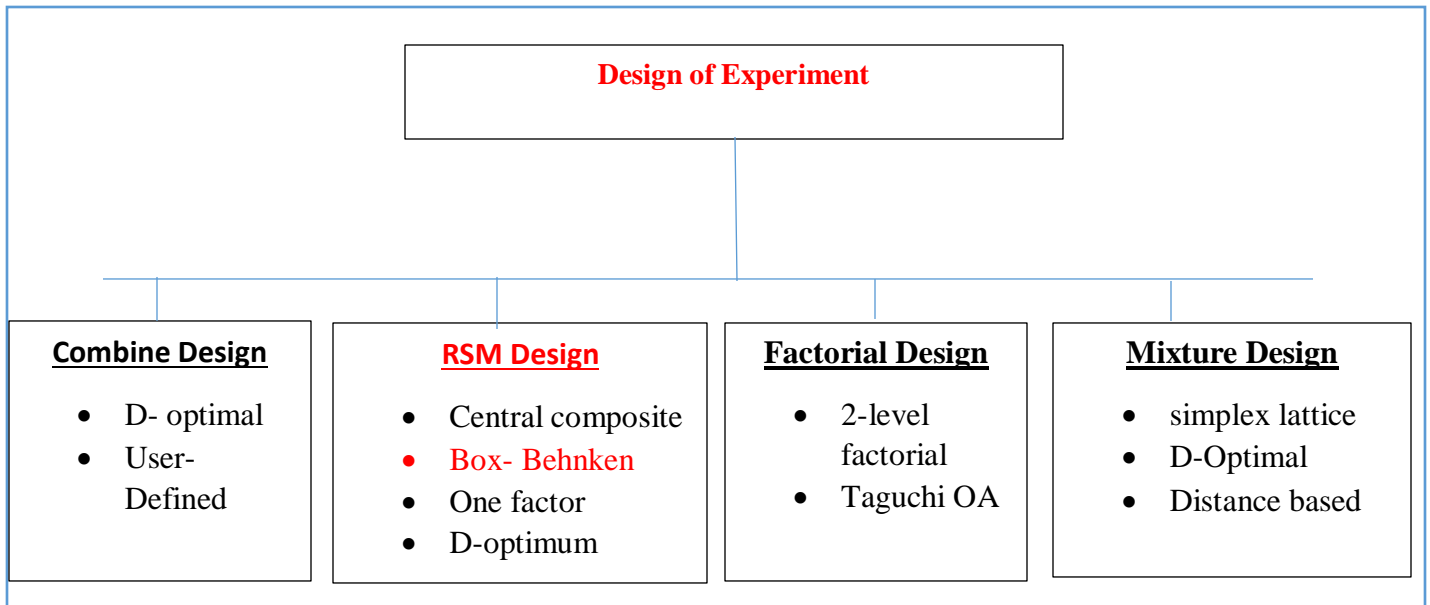 Design of Experiment
Combine Design
• D- optimal
• User-
Defined
RSM Design
• Central composite
• Box- Behnken
• One factor
• D-optimum
Factorial Design
• 2-level
factorial
• Taguchi OA
Mixture Design
• simplex lattice
• D-Optimal
• Distance based